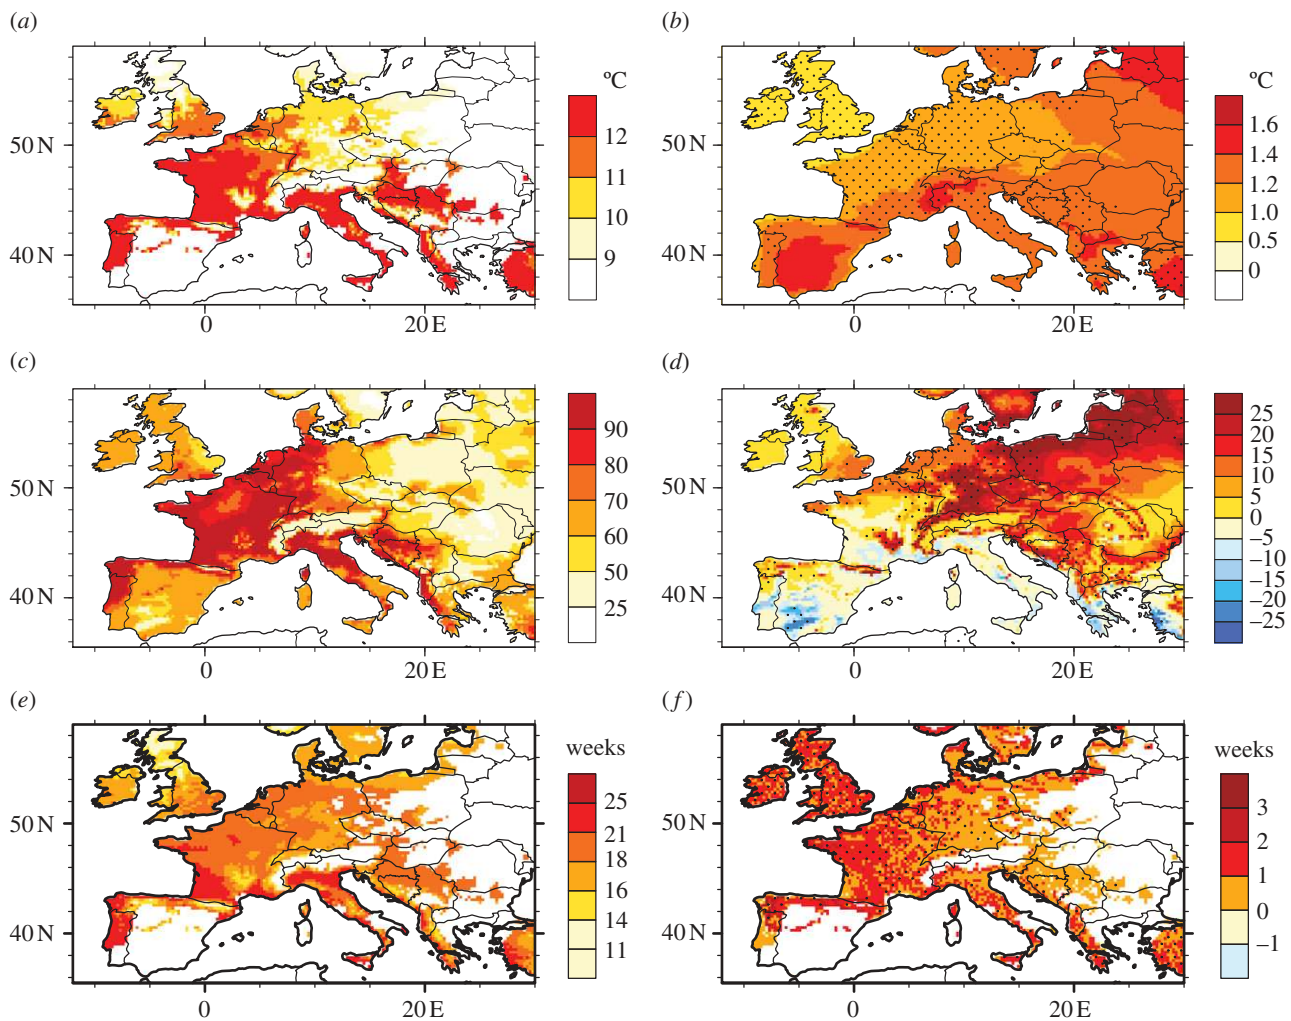 (a)
50 N
40 N
0
20 E
ºC
12
11
10
9
(b)
50 N
40 N
0
20 E
ºC
1.6
1.4
1.2
1.0
0.5
0
(c)
50 N
40 N
0
20 E
90
80
70
60
50
25
(d)
50 N
40 N
0
20 E
25
20
15
10
5
0
−5
−10
−15
−20
−25
(e)
50 N
40 N
0
20 E
weeks
25
21
18
16
14
11
(f)
50 N
40 N
0
20 E
weeks
3
2
1
0
−1